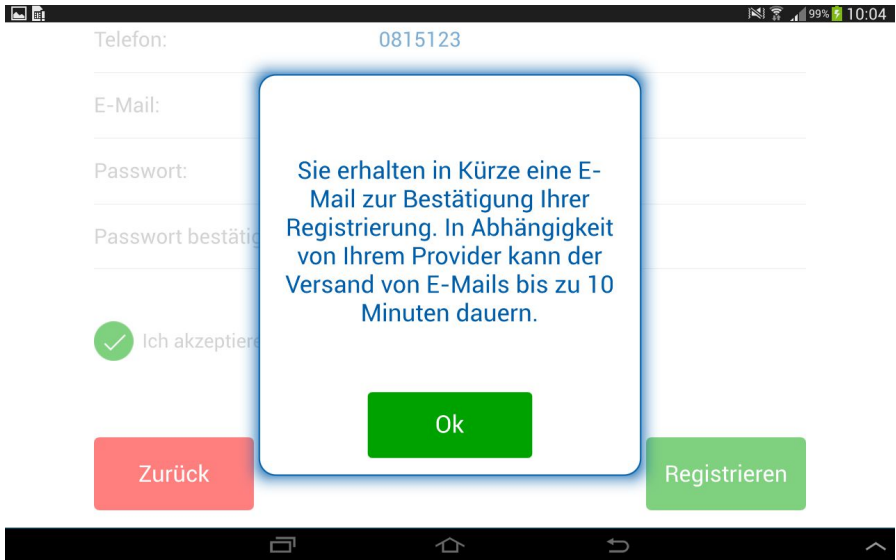 99% 10:04
Telefon: 0815123
E-Mail:
Passwort:
Passwort bestätig
Sie erhalten in Kürze eine E-
Mail zur Bestätigung Ihrer
Registrierung. In Abhängigkeit
von Ihrem Provider kann der
Versand von E-Mails bis zu 10
Minuten dauern.
Ich akzeptiere
Ok
Zurück
Registrieren